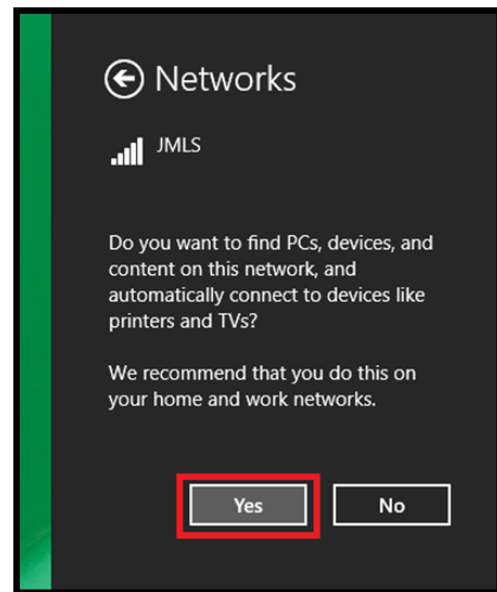 Networks
JMLS
Do you want to find PCs, devices, and
content on this network, and
automatically connect to devices like
printers and TVs?
We recommend that you do this on
your home and work networks.
Yes No